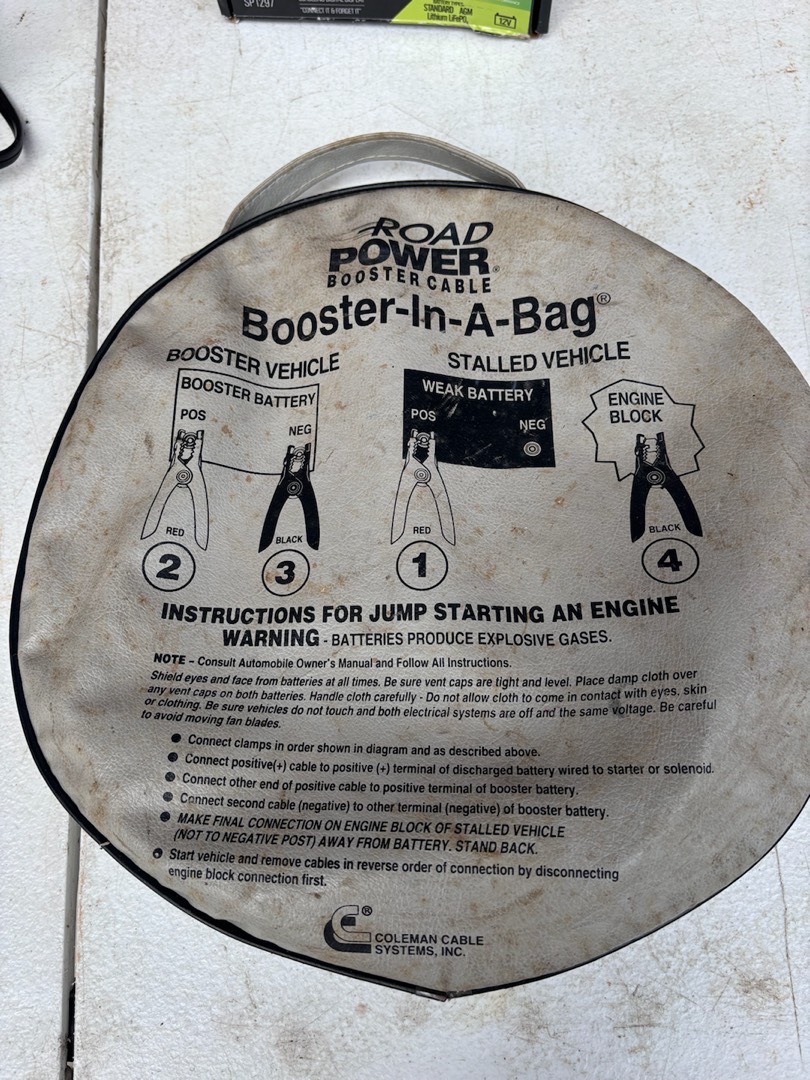 SP1297
"CONNECT IT & FORGET IT"
STANDARD AGM
Lithium LiFePO4
12V
ROAD
POWER®
BOOSTER CABLE
Booster-In-A-Bag®
BOOSTER VEHICLE
STALLED VEHICLE
BOOSTER BATTERY
POS
NEG
WEAK BATTERY
POS
NEG
ENGINE
BLOCK
RED
BLACK
RED
BLACK
2
3
1
4
INSTRUCTIONS FOR JUMP STARTING AN ENGINE
WARNING - BATTERIES PRODUCE EXPLOSIVE GASES.
NOTE – Consult Automobile Owner's Manual and Follow All Instructions.
Shield eyes and face from batteries at all times. Be sure vent caps are tight and level. Place damp cloth over
any vent caps on both batteries. Handle cloth carefully - Do not allow cloth to come in contact with eyes, skin
or clothing. Be sure vehicles do not touch and both electrical systems are off and the same voltage. Be careful
to avoid moving fan blades.
● Connect clamps in order shown in diagram and as described above.
● Connect positive(+) cable to positive (+) terminal of discharged battery wired to starter or solenoid.
● Connect other end of positive cable to positive terminal of booster battery.
● Connect second cable (negative) to other terminal (negative) of booster battery.
● MAKE FINAL CONNECTION ON ENGINE BLOCK OF STALLED VEHICLE
(NOT TO NEGATIVE POST) AWAY FROM BATTERY. STAND BACK.
● Start vehicle and remove cables in reverse order of connection by disconnecting
engine block connection first.
®
COLEMAN CABLE
SYSTEMS, INC.